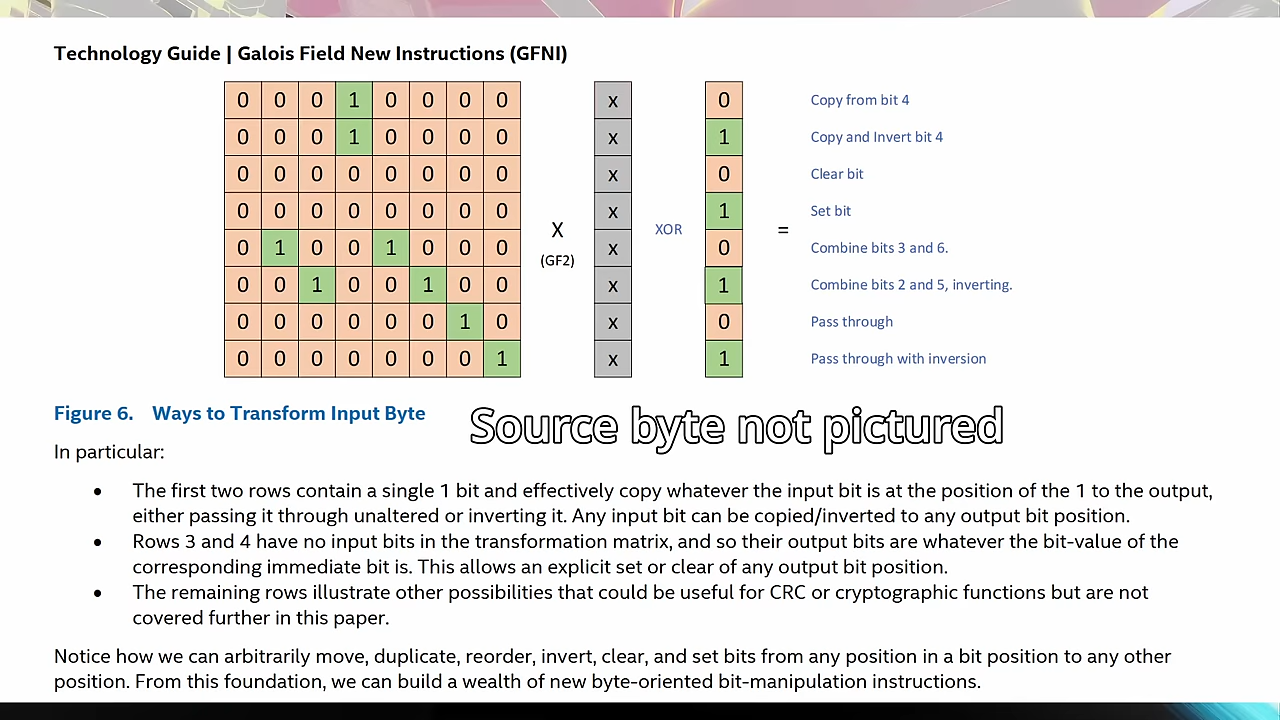 Technology Guide | Galois Field New Instructions (GFNI)
0 0 0 1 0 0 0 0 x 0 Copy from bit 4
0 0 0 1 0 0 0 0 x 1 Copy and Invert bit 4
0 0 0 0 0 0 0 0 x 0 Clear bit
0 0 0 0 0 0 0 0 x 1 Set bit
X XOR =
0 1 0 0 1 0 0 0 x 0 Combine bits 3 and 6.
(GF2)
0 0 1 0 0 1 0 0 x 1 Combine bits 2 and 5, inverting.
0 0 0 0 0 0 1 0 x 0 Pass through
0 0 0 0 0 0 0 1 x 1 Pass through with inversion
Figure 6. Ways to Transform Input Byte
Source byte not pictured
In particular:
• The first two rows contain a single 1 bit and effectively copy whatever the input bit is at the position of the 1 to the output,
either passing it through unaltered or inverting it. Any input bit can be copied/inverted to any output bit position.
• Rows 3 and 4 have no input bits in the transformation matrix, and so their output bits are whatever the bit-value of the
corresponding immediate bit is. This allows an explicit set or clear of any output bit position.
• The remaining rows illustrate other possibilities that could be useful for CRC or cryptographic functions but are not
covered further in this paper.
Notice how we can arbitrarily move, duplicate, reorder, invert, clear, and set bits from any position in a bit position to any other
position. From this foundation, we can build a wealth of new byte-oriented bit-manipulation instructions.